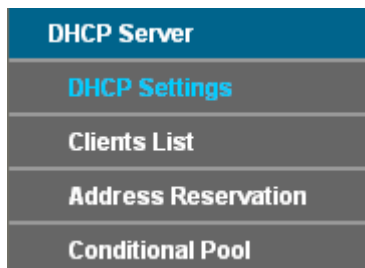 DHCP Server
DHCP Settings
Clients List
Address Reservation
Conditional Pool